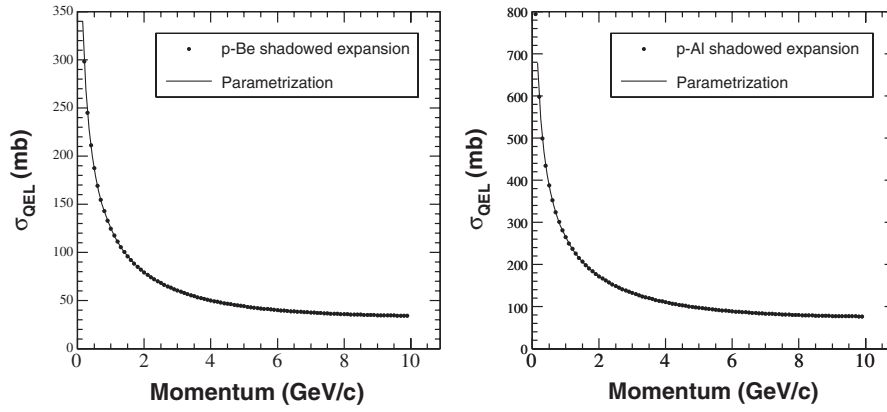 350
300
250
200
150
100
50
0
σQEL (mb)
p-Be shadowed expansion
Parametrization
0 2 4 6 8 10
Momentum (GeV/c)
800
700
600
500
400
300
200
100
0
σQEL (mb)
p-Al shadowed expansion
Parametrization
0 2 4 6 8 10
Momentum (GeV/c)